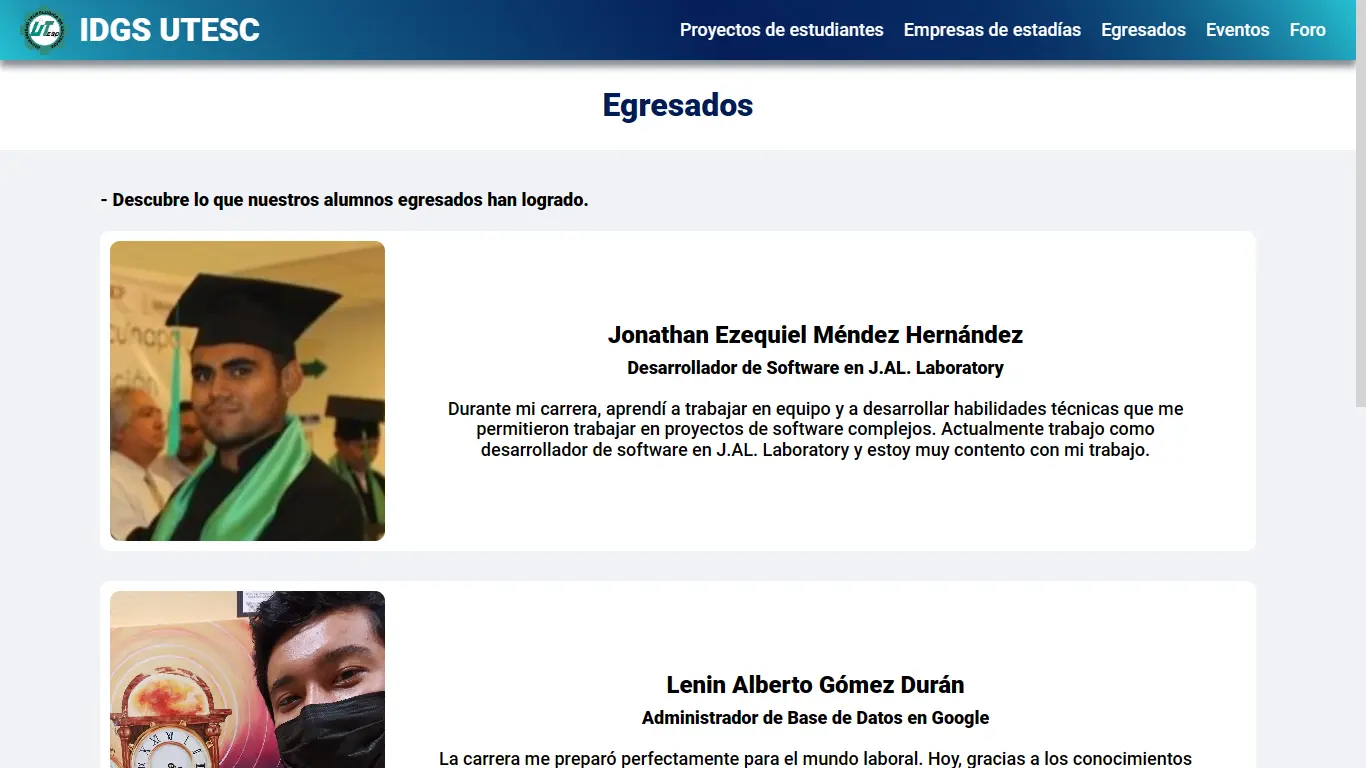 IDGS UTESC
Proyectos de estudiantes
Empresas de estadías
Egresados
Eventos
Foro
Egresados
- Descubre lo que nuestros alumnos egresados han logrado.
Jonathan Ezequiel Méndez Hernández
Desarrollador de Software en J.AL. Laboratory
Durante mi carrera, aprendí a trabajar en equipo y a desarrollar habilidades técnicas que me
permitieron trabajar en proyectos de software complejos. Actualmente trabajo como
desarrollador de software en J.AL. Laboratory y estoy muy contento con mi trabajo.
Lenin Alberto Gómez Durán
Administrador de Base de Datos en Google
La carrera me preparó perfectamente para el mundo laboral. Hoy, gracias a los conocimientos